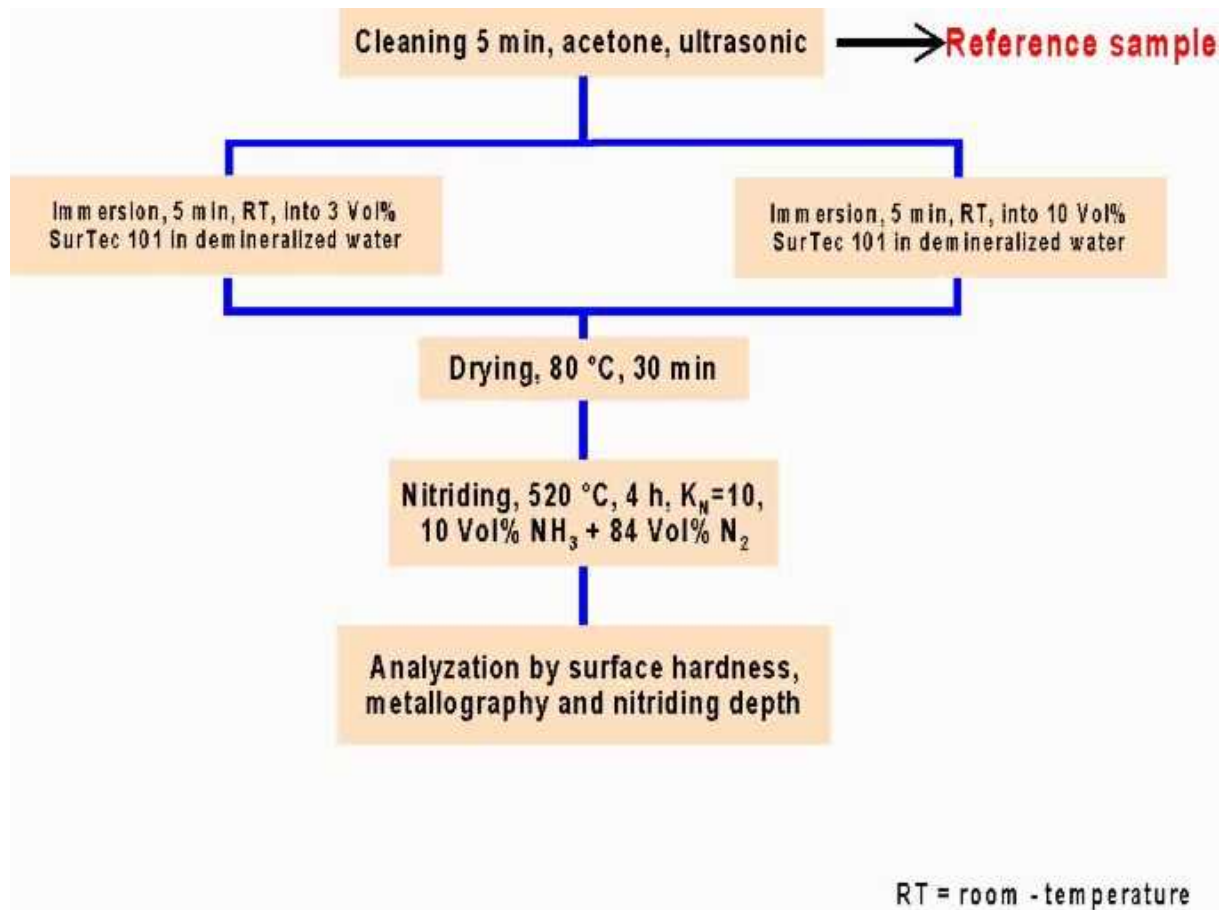 Cleaning 5 min, acetone, ultrasonic
Reference sample
Immersion, 5 min, RT, into 3 Vol%
SurTec 101 in demineralized water
Immersion, 5 min, RT, into 10 Vol%
SurTec 101 in demineralized water
Drying, 80 °C, 30 min
Nitriding, 520 °C, 4 h, K_N=10,
10 Vol% NH₃ + 84 Vol% N₂
Analyzation by surface hardness,
metallography and nitriding depth
RT = room - temperature